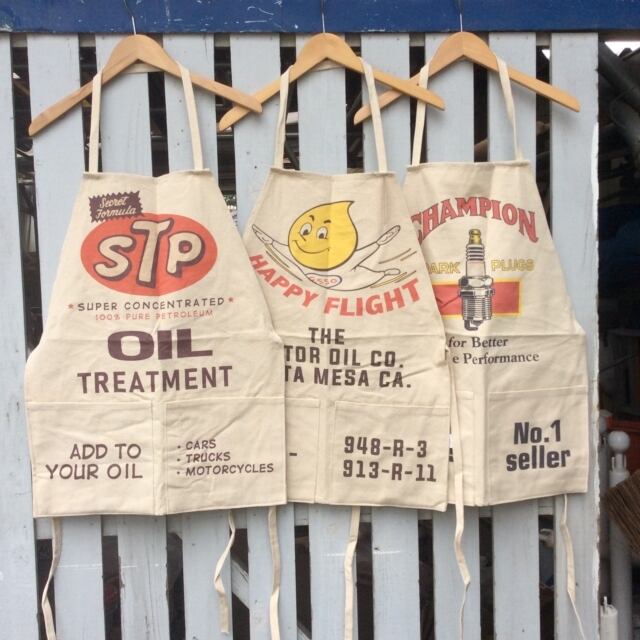 Secret
Formula
STP
SUPER CONCENTRATED
100% PURE PETROLEUM
OIL
TREATMENT
ADD TO
YOUR OIL
• CARS
• TRUCKS
• MOTORCYCLES
ESSO
HAPPY FLIGHT
THE
TOR OIL CO.
TA MESA CA.
948-R-3
913-R-11
CHAMPION
ARK PLUGS
for Better
e Performance
No.1
seller